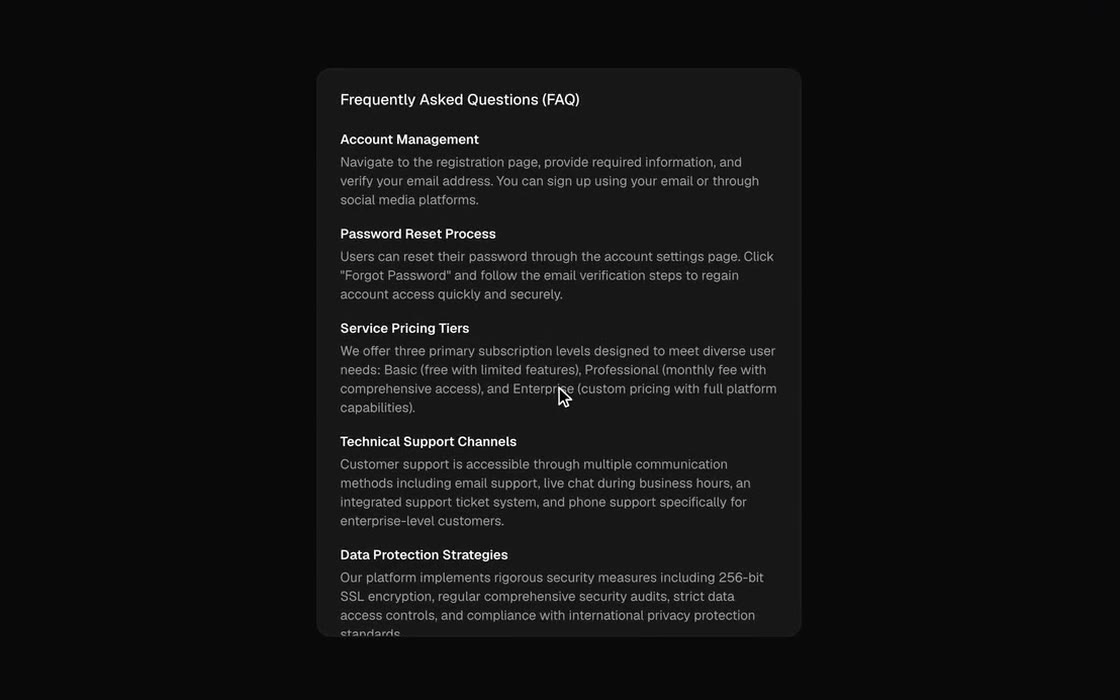 Frequently Asked Questions (FAQ)
Account Management
Navigate to the registration page, provide required information, and
verify your email address. You can sign up using your email or through
social media platforms.
Password Reset Process
Users can reset their password through the account settings page. Click
"Forgot Password" and follow the email verification steps to regain
account access quickly and securely.
Service Pricing Tiers
We offer three primary subscription levels designed to meet diverse user
needs: Basic (free with limited features), Professional (monthly fee with
comprehensive access), and Enterprise (custom pricing with full platform
capabilities).
Technical Support Channels
Customer support is accessible through multiple communication
methods including email support, live chat during business hours, an
integrated support ticket system, and phone support specifically for
enterprise-level customers.
Data Protection Strategies
Our platform implements rigorous security measures including 256-bit
SSL encryption, regular comprehensive security audits, strict data
access controls, and compliance with international privacy protection
standards.